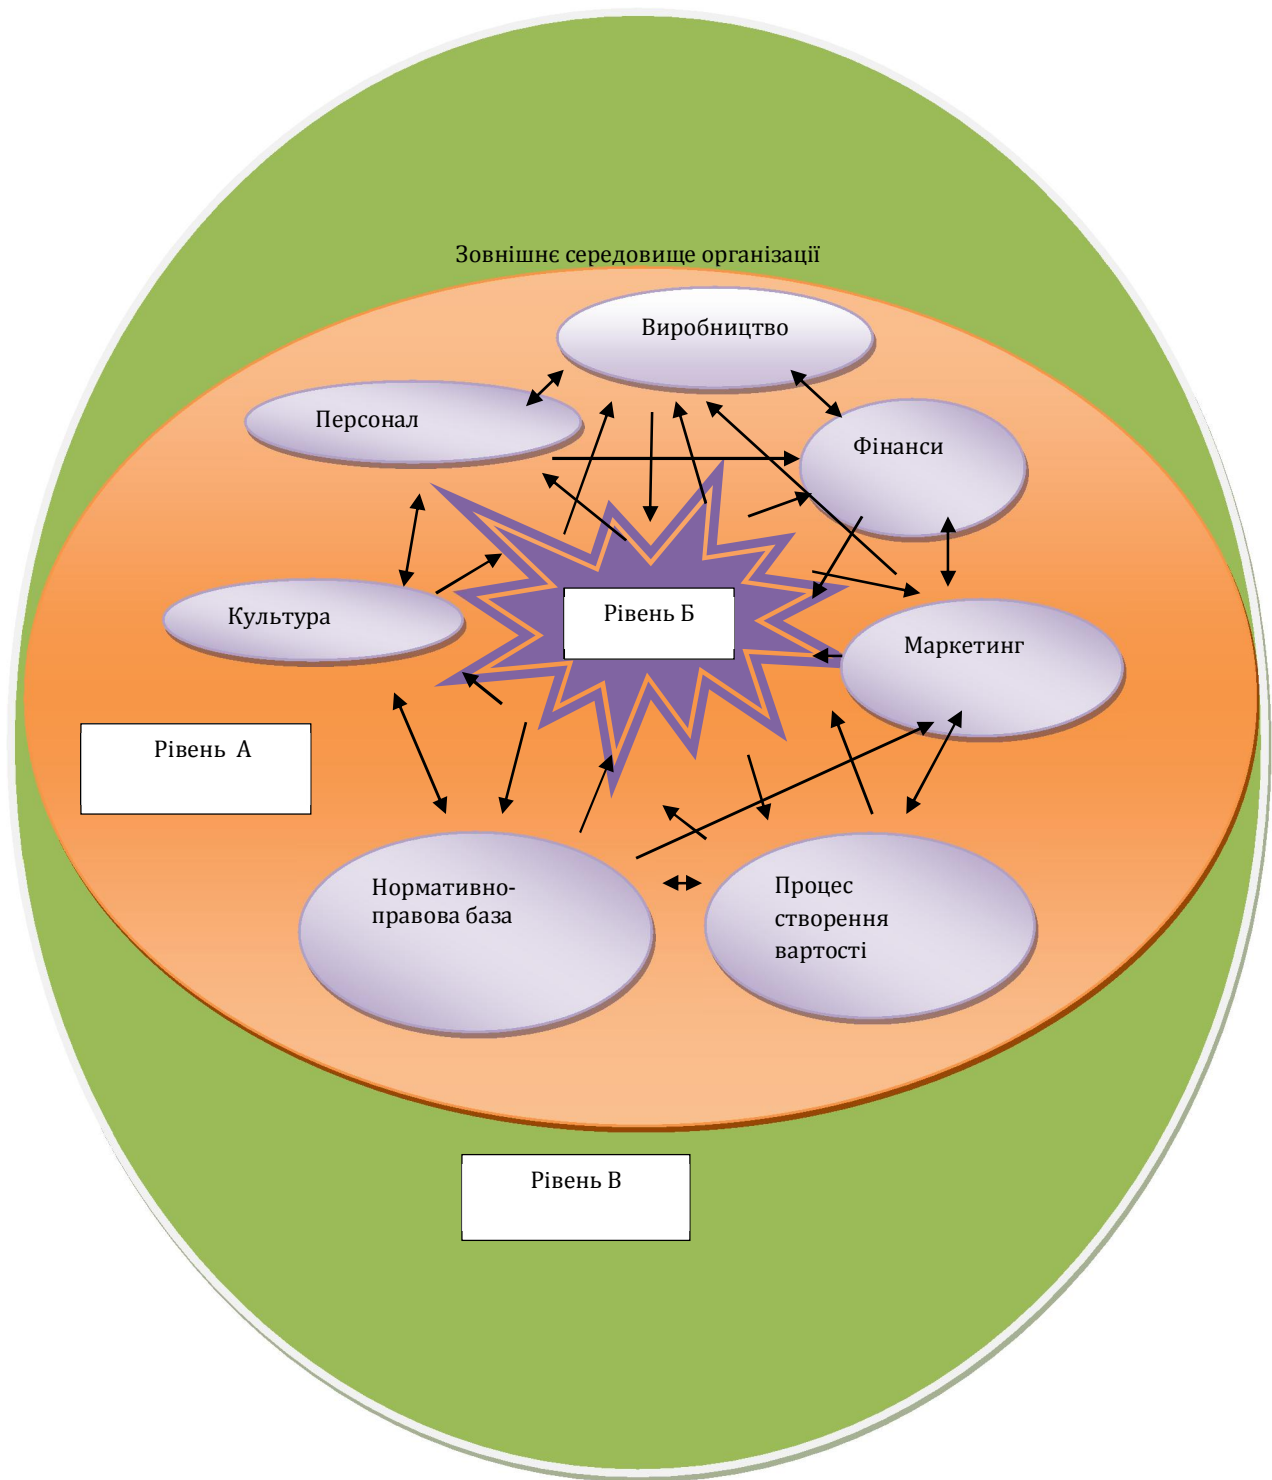 Зовнішнє середовище організації
Виробництво
Персонал
Фінанси
Культура
Рівень Б
Маркетинг
Рівень А
Нормативно-
правова база
Процес
створення
вартості
Рівень В